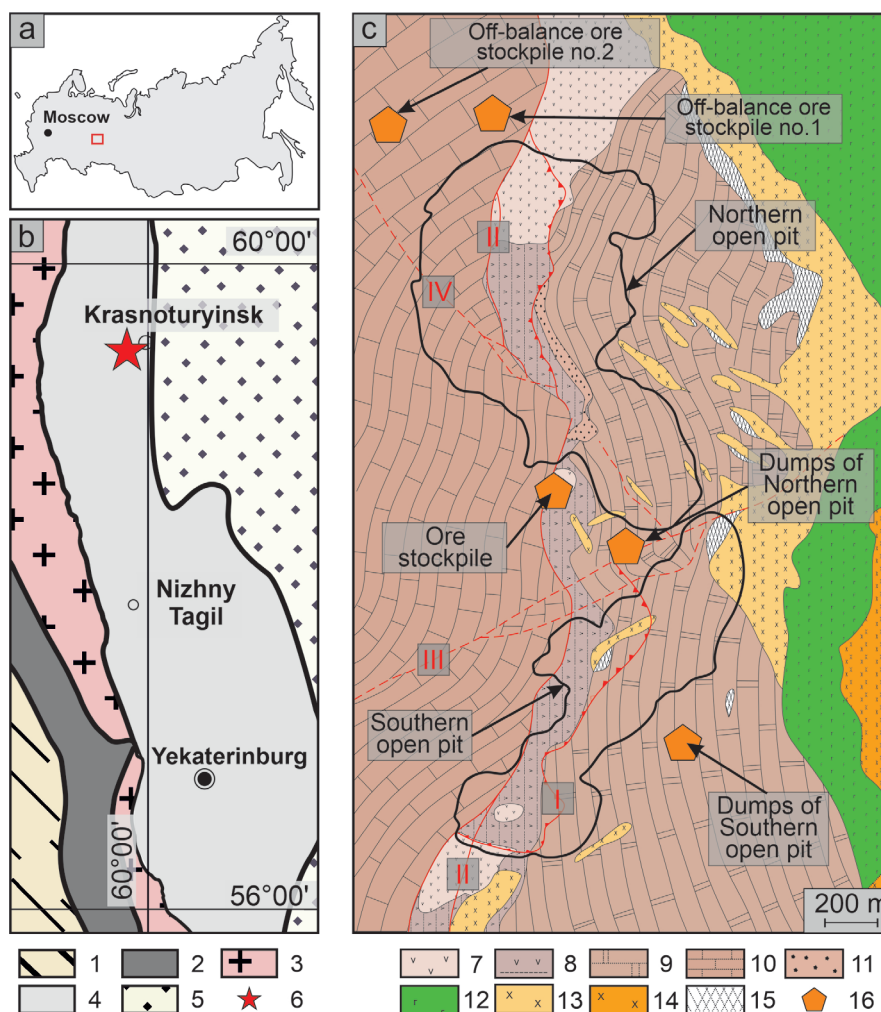 a
Moscow
b
60°00'
Krasnoturyinsk
Nizhny
Tagil
Yekaterinburg
60°00'
56°00'
c
Off-balance ore
stockpile no.2
Off-balance ore
stockpile no.1
Northern
open pit
II
IV
Dumps of
Northern
open pit
Ore
stockpile
III
Southern
open pit
I
Dumps of
Southern
open pit
II
200 m
1 2 3
4 5 6
7 8 9 10 11
12 13 14 15 16